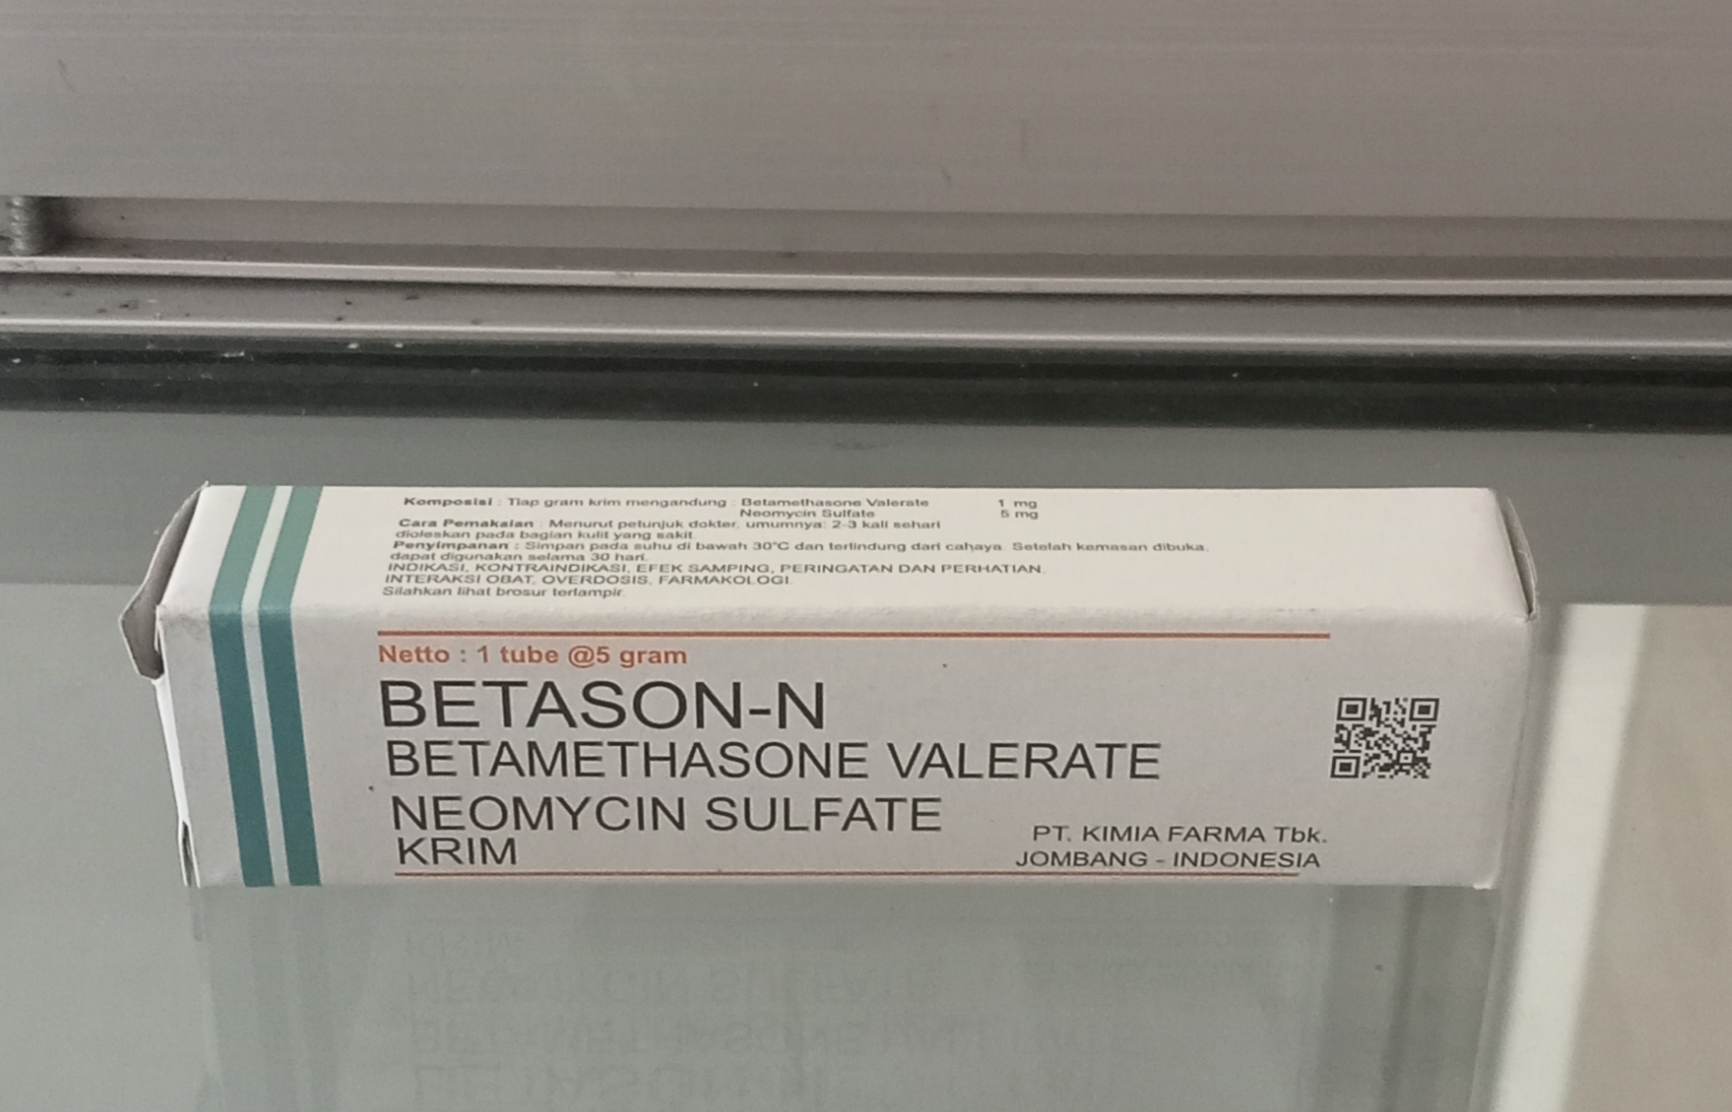 Komposisi : Tiap gram krim mengandung : Betamethasone Valerate 1 mg
Neomycin Sulfate 5 mg
Cara Pemakaian : Menurut petunjuk dokter, umumnya: 2-3 kali sehari
dioleskan pada bagian kulit yang sakit.
Penyimpanan : Simpan pada suhu di bawah 30°C dan terlindung dari cahaya. Setelah kemasan dibuka,
dapat digunakan selama 30 hari.
INDIKASI, KONTRAINDIKASI, EFEK SAMPING, PERINGATAN DAN PERHATIAN,
INTERAKSI OBAT, OVERDOSIS, FARMAKOLOGI.
Silahkan lihat brosur terlampir.
Netto : 1 tube @5 gram
BETASON-N
BETAMETHASONE VALERATE
NEOMYCIN SULFATE
KRIM
PT. KIMIA FARMA Tbk.
JOMBANG - INDONESIA